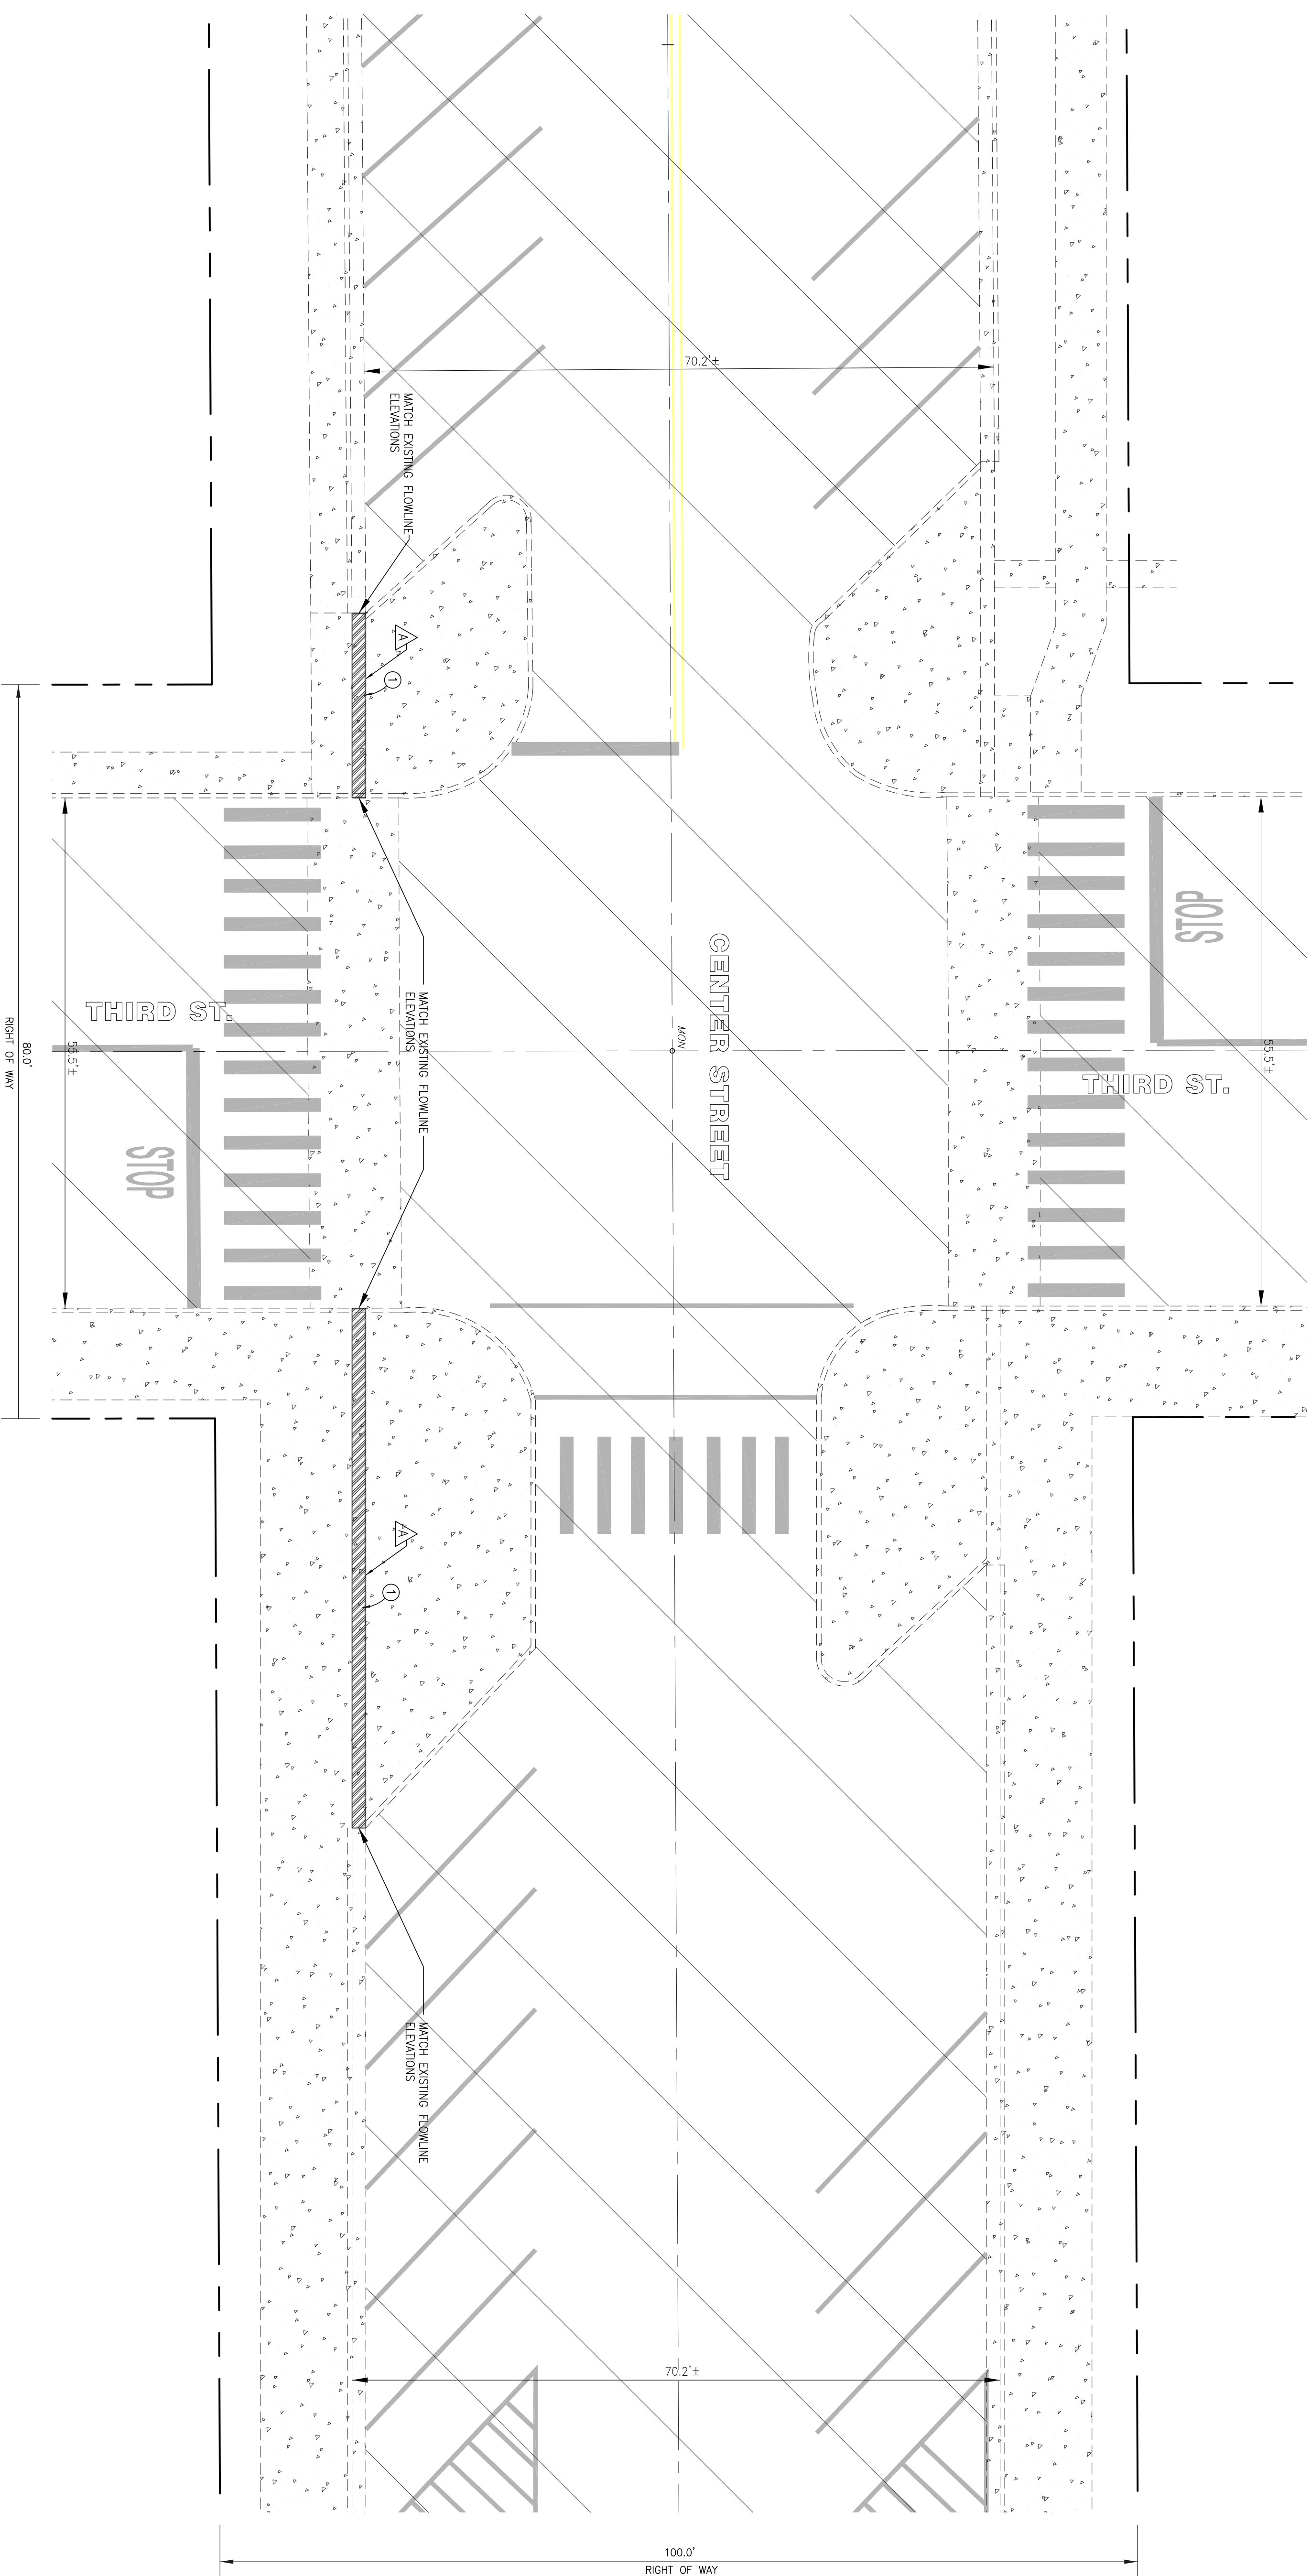 70.2'±
MATCH EXISTING FLOWLINE
ELEVATIONS
A
1
STOP
55.5'±
THIRD ST.
CENTER STREET
MON
MATCH EXISTING FLOWLINE
ELEVATIONS
THIRD ST.
55.5'±
80.0'
RIGHT OF WAY
STOP
A
1
MATCH EXISTING FLOWLINE
ELEVATIONS
70.2'±
100.0'
RIGHT OF WAY